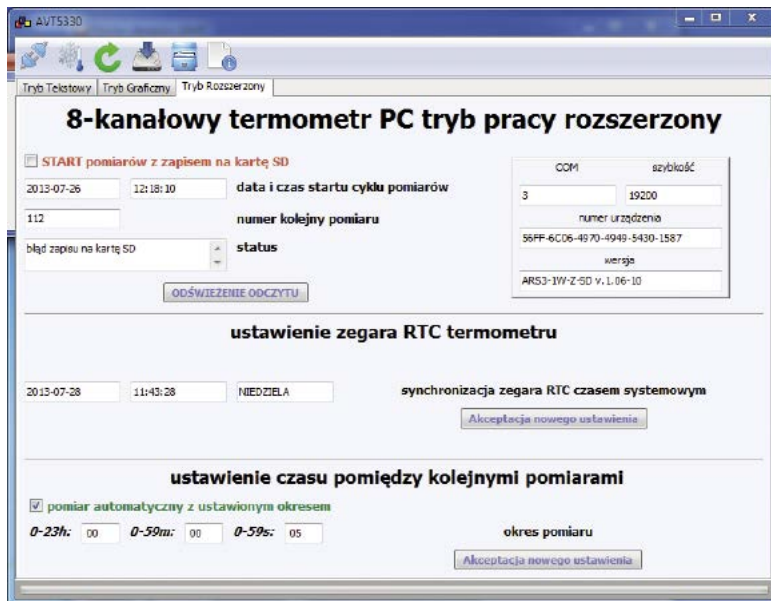 AVT5330
Tryb Tekstowy Tryb Graficzny Tryb Rozszerzony
8-kanałowy termometr PC tryb pracy rozszerzony
START pomiarów z zapisem na kartę SD
2013-07-26 12:18:10 data i czas startu cyklu pomiarów
112 numer kolejny pomiaru
błąd zapisu na kartę SD status
ODŚWIEŻENIE ODCZYTU
COM szybkość
3 19200
numer urządzenia
56FF-6C06-4970-4949-5430-1587
wersja
ARS3-1W-Z-SD v.1.06-10
ustawienie zegara RTC termometru
2013-07-28 11:43:28 NIEDZIELA synchronizacja zegara RTC czasem systemowym
Akceptacja nowego ustawienia
ustawienie czasu pomiędzy kolejnymi pomiarami
pomiar automatyczny z ustawionym okresem
0-23h: 00 0-59m: 00 0-59s: 05 okres pomiaru
Akceptacja nowego ustawienia